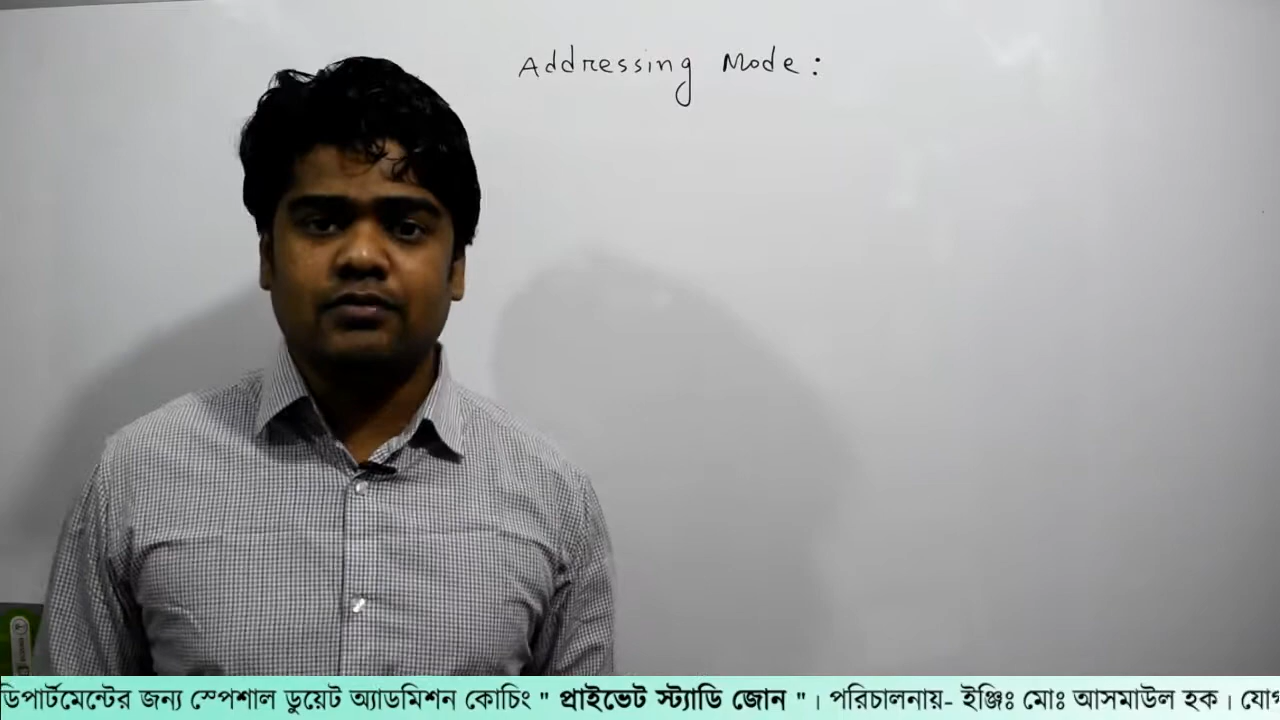 Addressing Mode:
ডিপার্টমেন্টের জন্য স্পেশাল ডুয়েট অ্যাডমিশন কোচিং " প্রাইভেট স্ট্যাডি জোন "। পরিচালনায়- ইঞ্জিঃ মোঃ আসমাউল হক।